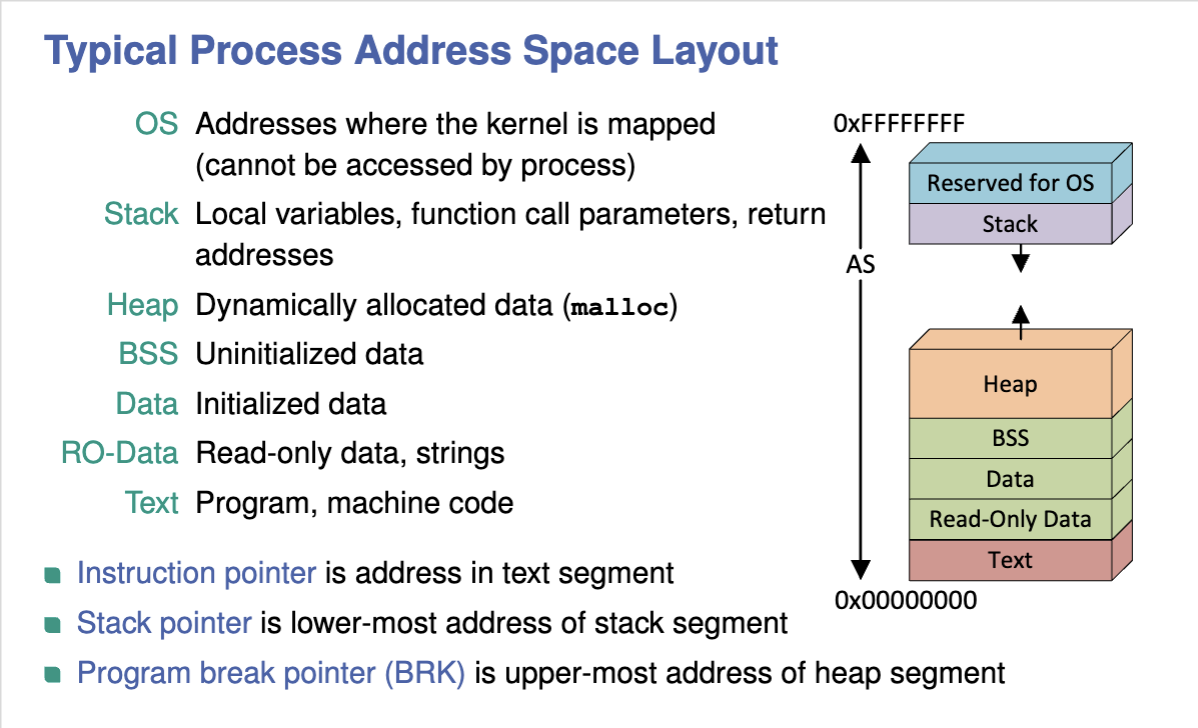 Typical Process Address Space Layout
OS Addresses where the kernel is mapped
(cannot be accessed by process)
Stack Local variables, function call parameters, return
addresses
Heap Dynamically allocated data (malloc)
BSS Uninitialized data
Data Initialized data
RO-Data Read-only data, strings
Text Program, machine code
Instruction pointer is address in text segment
Stack pointer is lower-most address of stack segment
Program break pointer (BRK) is upper-most address of heap segment
0xFFFFFFFF
Reserved for OS
Stack
AS
Heap
BSS
Data
Read-Only Data
Text
0x00000000